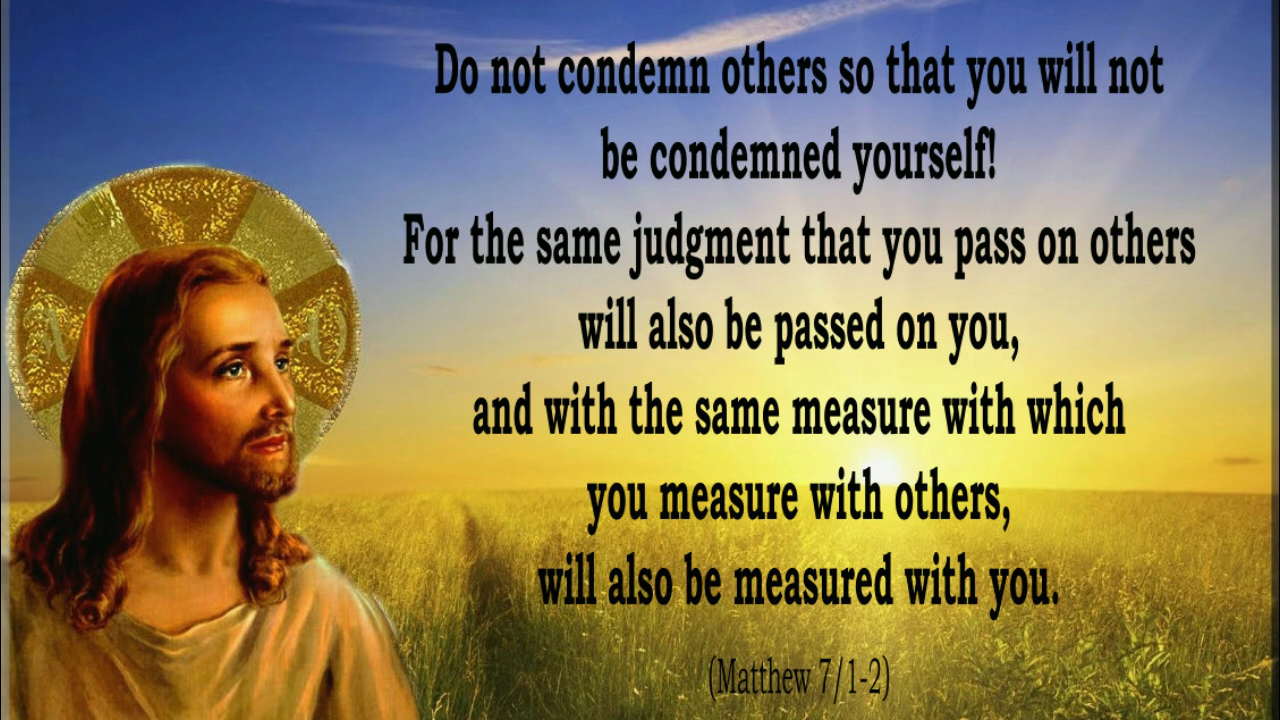 Do not condemn others so that you will not
be condemned yourself!
For the same judgment that you pass on others
will also be passed on you,
and with the same measure with which
you measure with others,
will also be measured with you.
(Matthew 7/1-2)